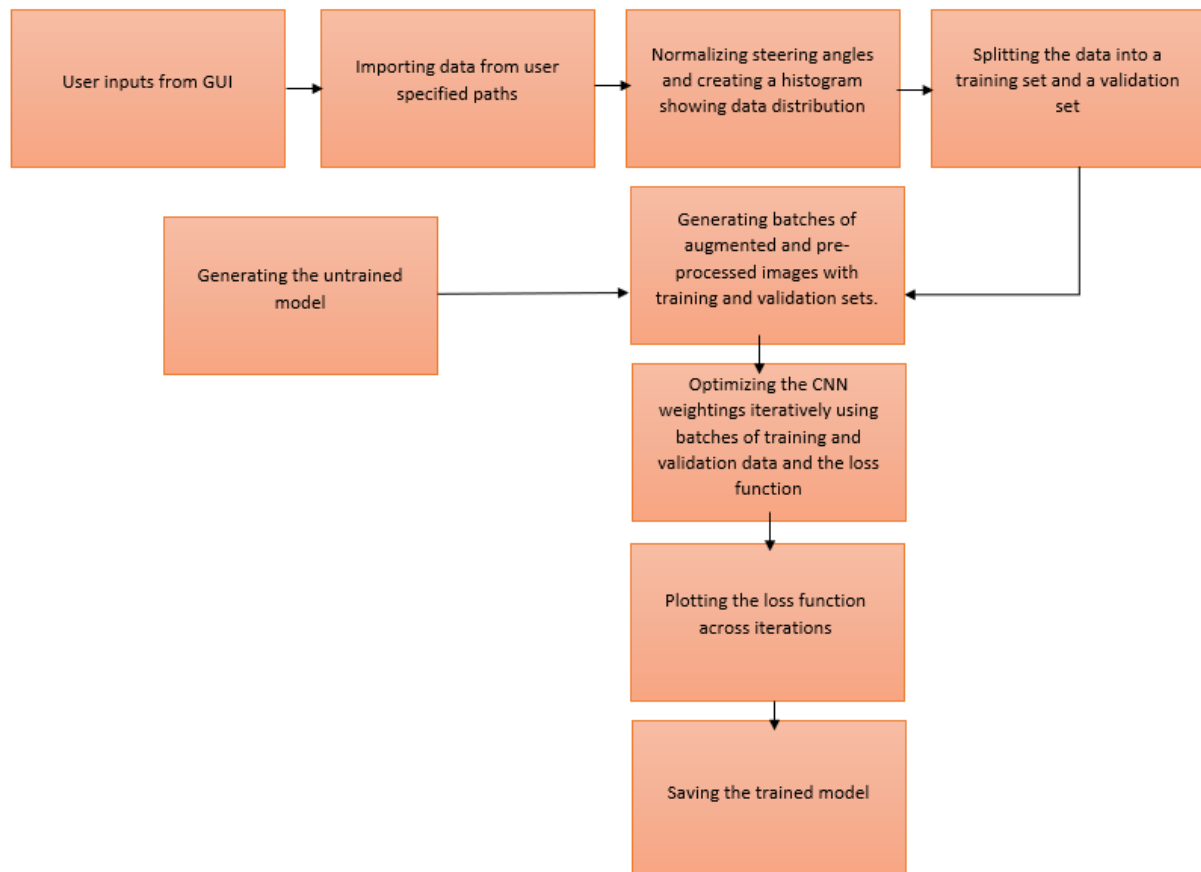 User inputs from GUI
Importing data from user
specified paths
Normalizing steering angles
and creating a histogram
showing data distribution
Splitting the data into a
training set and a validation
set
Generating the untrained
model
Generating batches of
augmented and pre-
processed images with
training and validation sets.
Optimizing the CNN
weightings iteratively using
batches of training and
validation data and the loss
function
Plotting the loss function
across iterations
Saving the trained model